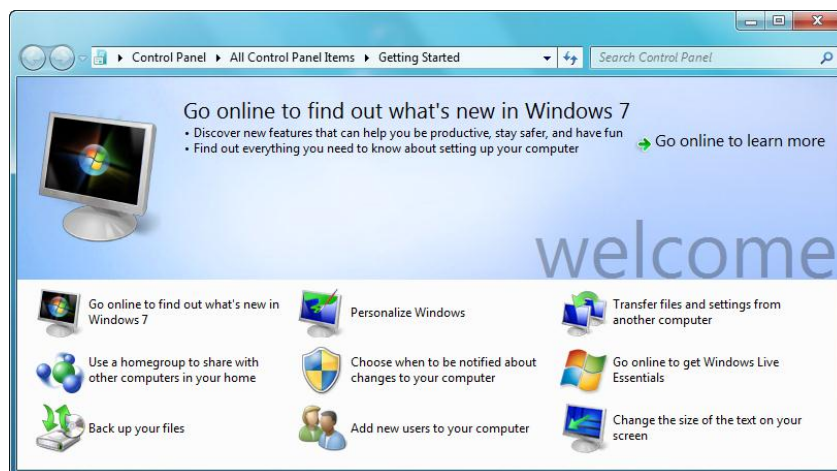 Control Panel ▸ All Control Panel Items ▸ Getting Started
Search Control Panel
Go online to find out what's new in Windows 7
• Discover new features that can help you be productive, stay safer, and have fun
• Find out everything you need to know about setting up your computer
Go online to learn more
welcome
Go online to find out what's new in
Windows 7
Personalize Windows
Transfer files and settings from
another computer
Use a homegroup to share with
other computers in your home
Choose when to be notified about
changes to your computer
Go online to get Windows Live
Essentials
Back up your files
Add new users to your computer
Change the size of the text on your
screen